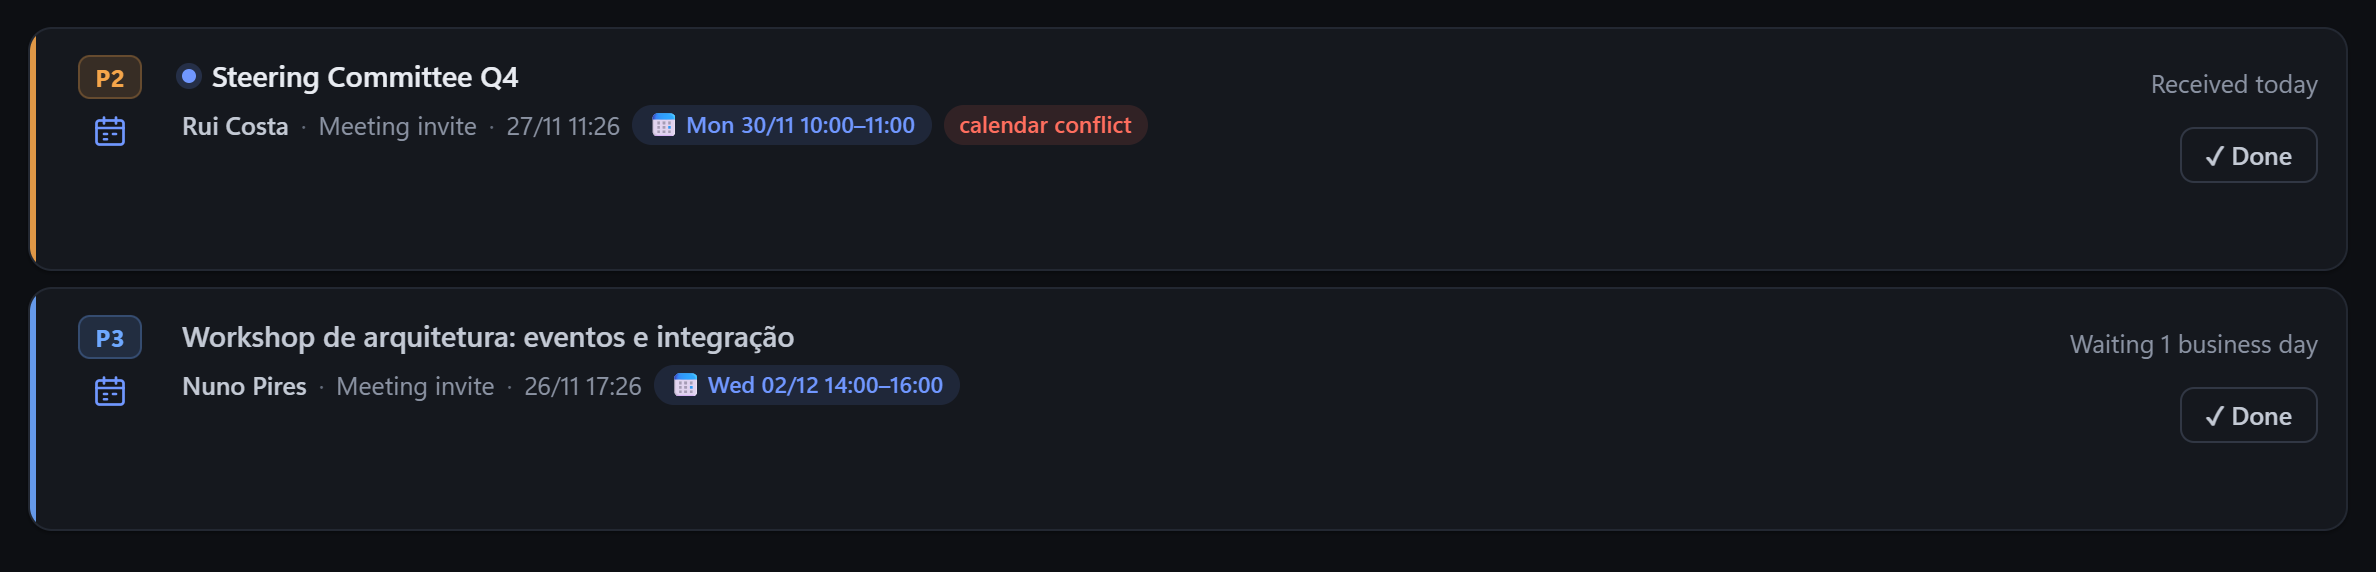 P2 Steering Committee Q4
Received today
Rui Costa · Meeting invite · 27/11 11:26 Mon 30/11 10:00–11:00 calendar conflict
✓ Done
P3 Workshop de arquitetura: eventos e integração
Waiting 1 business day
Nuno Pires · Meeting invite · 26/11 17:26 Wed 02/12 14:00–16:00
✓ Done